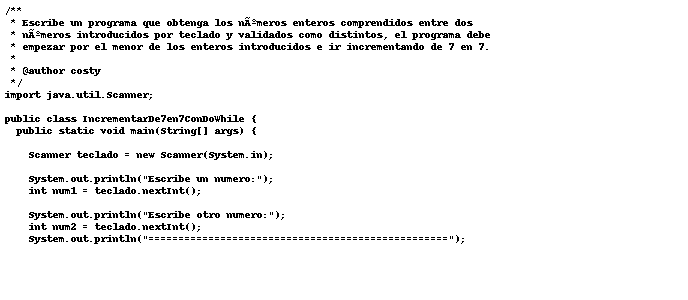 /**
 * Escribe un programa que obtenga los nÃºmeros enteros comprendidos entre dos
 * nÃºmeros introducidos por teclado y validados como distintos, el programa debe
 * empezar por el menor de los enteros introducidos e ir incrementando de 7 en 7.
 *
 * @author costy
 */
import java.util.Scanner;
public class IncrementarDe7en7ConDoWhile {
  public static void main(String[] args) {
    Scanner teclado = new Scanner(System.in);
    System.out.println("Escribe un numero:");
    int num1 = teclado.nextInt();
    System.out.println("Escribe otro numero:");
    int num2 = teclado.nextInt();
    System.out.println("==================================================");